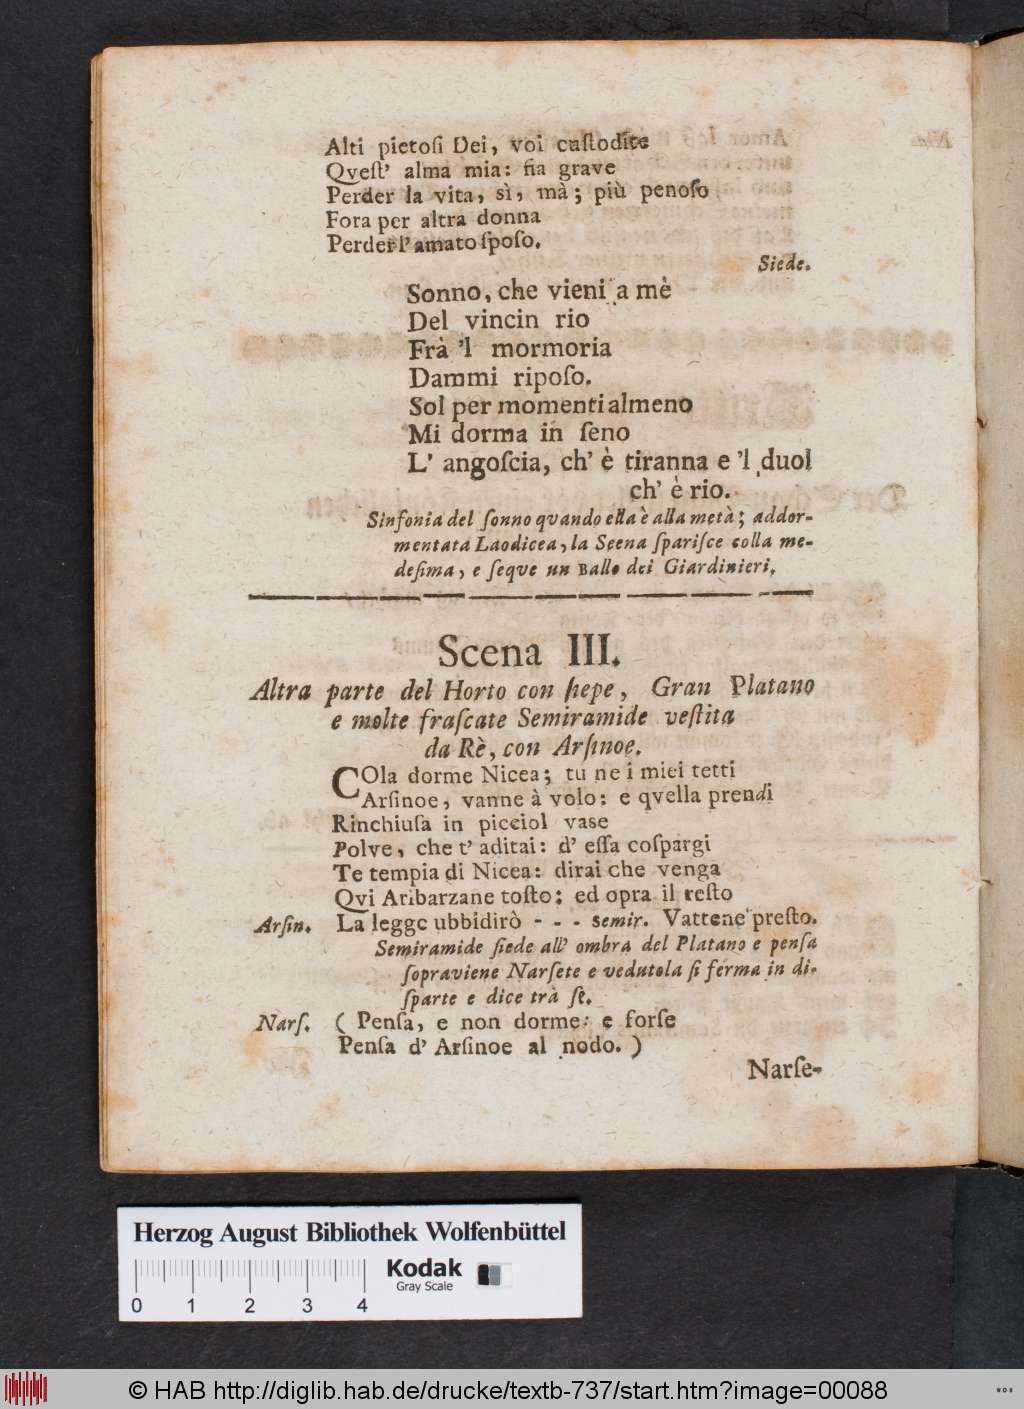 Alti pietoſi Dei, voi cuſtodite
Qveſt' alma mia: fia grave
Perder la vita, sì, mà; più penoſo
Fora per altra donna
Perder l' amato ſpoſo.
Siede.
Sonno, che vieni a mè
Del vincin rio
Frà 'l mormoria
Dammi ripoſo.
Sol per momenti almeno
Mi dorma in ſeno
L' angoſcia, ch' è tiranna e 'l duol
ch' è rio.
Sinfonia del ſonno qvando ella è alla metà; addor-
mentata Laodicea, la Seena ſpariſce colla me-
deſima, e ſeqve un Ballo dei Giardinieri.
Scena III.
Altra parte del Horto con ſiepe, Gran Platano
e molte fraſcate Semiramide veſtita
da Rè, con Arſinoe.
COla dorme Nicea; tu ne i miei tetti
Arſinoe, vanne à volo: e qvella prendi
Rinchiuſa in picciol vase
Polve, che t' aditai: d' eſſa coſpargi
Te tempia di Nicea: dirai che venga
Qvi Aribarzane toſto; ed opra il reſto
Arſin. La legge ubbidirò - - - Semir. Vattene preſto.
Semiramide ſiede all' ombra del Platano e penſa
ſopraviene Narſete e vedutola ſi ferma in di-
ſparte e dice trà ſè.
Narſ. ( Penſa, e non dorme: e forſe
Penſa d' Arſinoe al nodo. )
Narſe-
Herzog August Bibliothek Wolfenbüttel
Kodak
Gray Scale
0 1 2 3 4
© HAB http://diglib.hab.de/drucke/textb-737/start.htm?image=00088